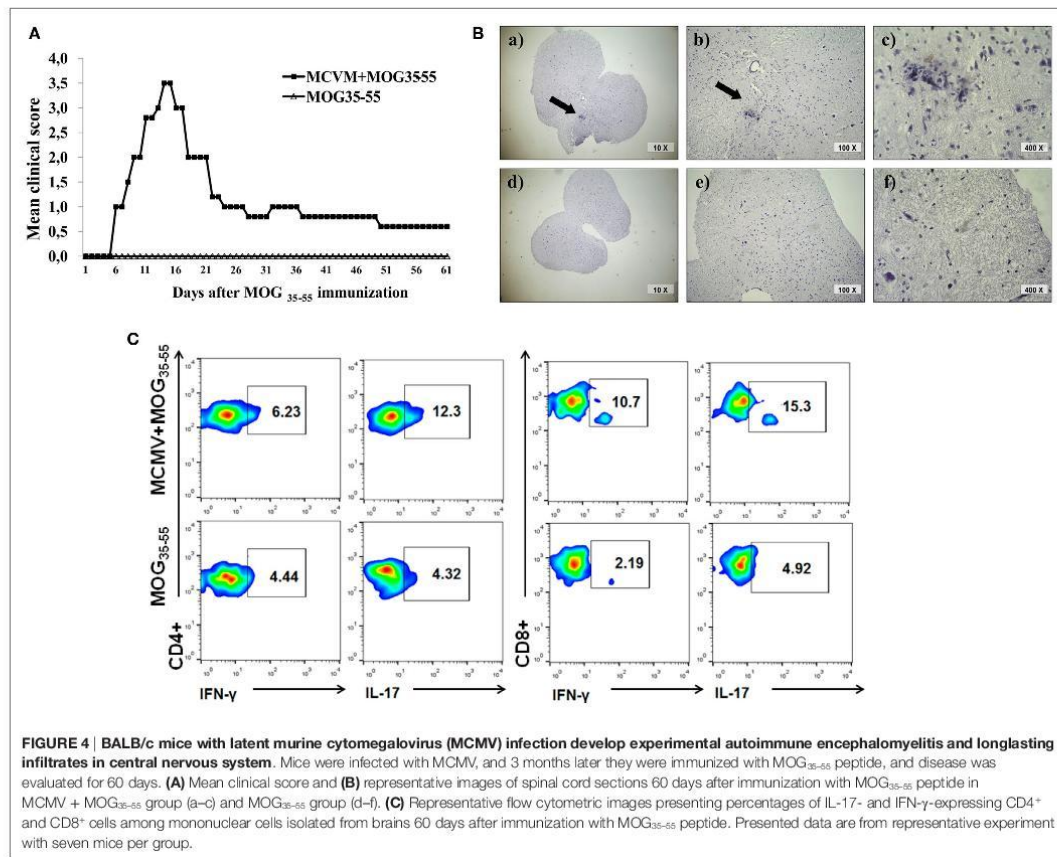 A
MCVM+MOG3555
MOG35-55
Mean clinical score
4,0
3,5
3,0
2,5
2,0
1,5
1,0
0,5
0,0
1 6 11 16 21 26 31 36 41 46 51 56 61
Days after MOG 35-55 immunization
B
a) b) c)
10 X 100 X 400 X
d) e) f)
10 X 100 X 400 X
C
MCMV+MOG35-55
6.23 12.3 10.7 15.3
10⁰ 10¹ 10² 10³ 10⁴
MOG35-55
4.44 4.32 2.19 4.92
10⁰ 10¹ 10² 10³ 10⁴
CD4+ CD8+
IFN-γ IL-17 IFN-γ IL-17
FIGURE 4 | BALB/c mice with latent murine cytomegalovirus (MCMV) infection develop experimental autoimmune encephalomyelitis and longlasting
infiltrates in central nervous system. Mice were infected with MCMV, and 3 months later they were immunized with MOG35–55 peptide, and disease was
evaluated for 60 days. (A) Mean clinical score and (B) representative images of spinal cord sections 60 days after immunization with MOG35–55 peptide in
MCMV + MOG35–55 group (a–c) and MOG35–55 group (d–f). (C) Representative flow cytometric images presenting percentages of IL-17- and IFN-γ-expressing CD4+
and CD8+ cells among mononuclear cells isolated from brains 60 days after immunization with MOG35–55 peptide. Presented data are from representative experiment
with seven mice per group.